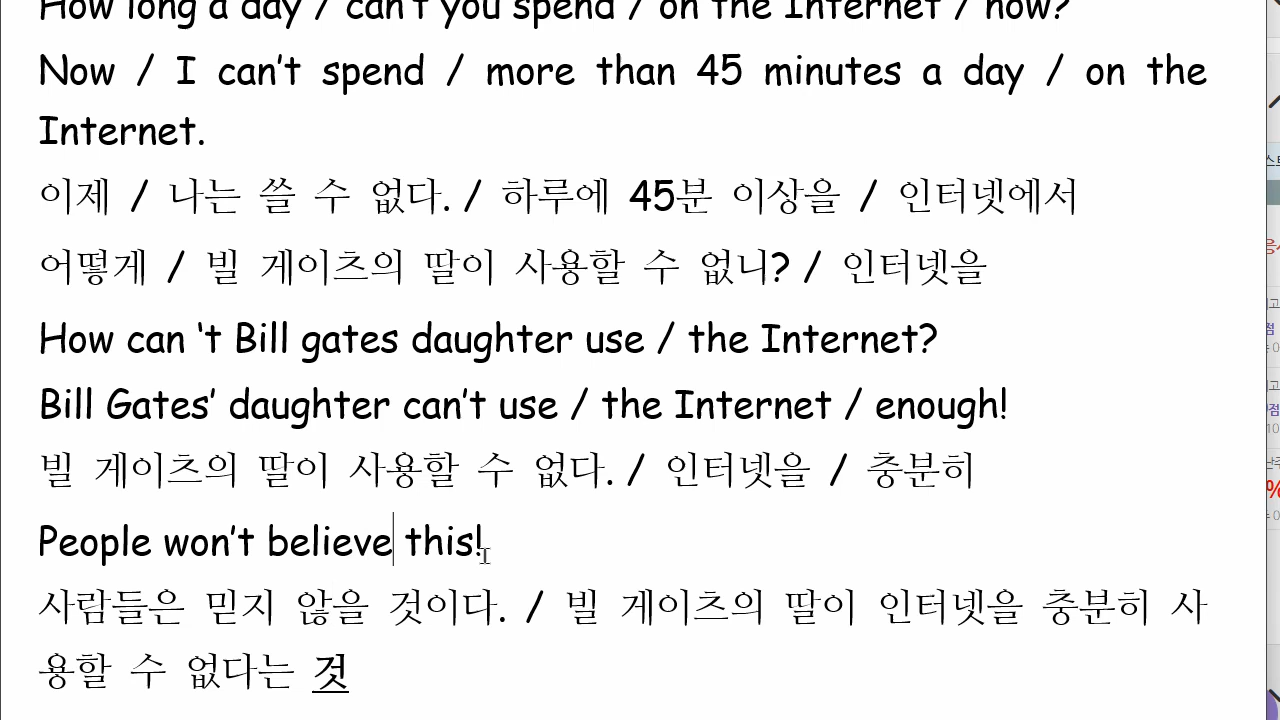 How long a day / can't you spend / on the Internet / now?
Now / I can't spend / more than 45 minutes a day / on the
Internet.
이제 / 나는 쓸 수 없다. / 하루에 45분 이상을 / 인터넷에서
어떻게 / 빌 게이츠의 딸이 사용할 수 없니? / 인터넷을
How can 't Bill gates daughter use / the Internet?
Bill Gates' daughter can't use / the Internet / enough!
빌 게이츠의 딸이 사용할 수 없다. / 인터넷을 / 충분히
People won't believe this!
사람들은 믿지 않을 것이다. / 빌 게이츠의 딸이 인터넷을 충분히 사
용할 수 없다는 것